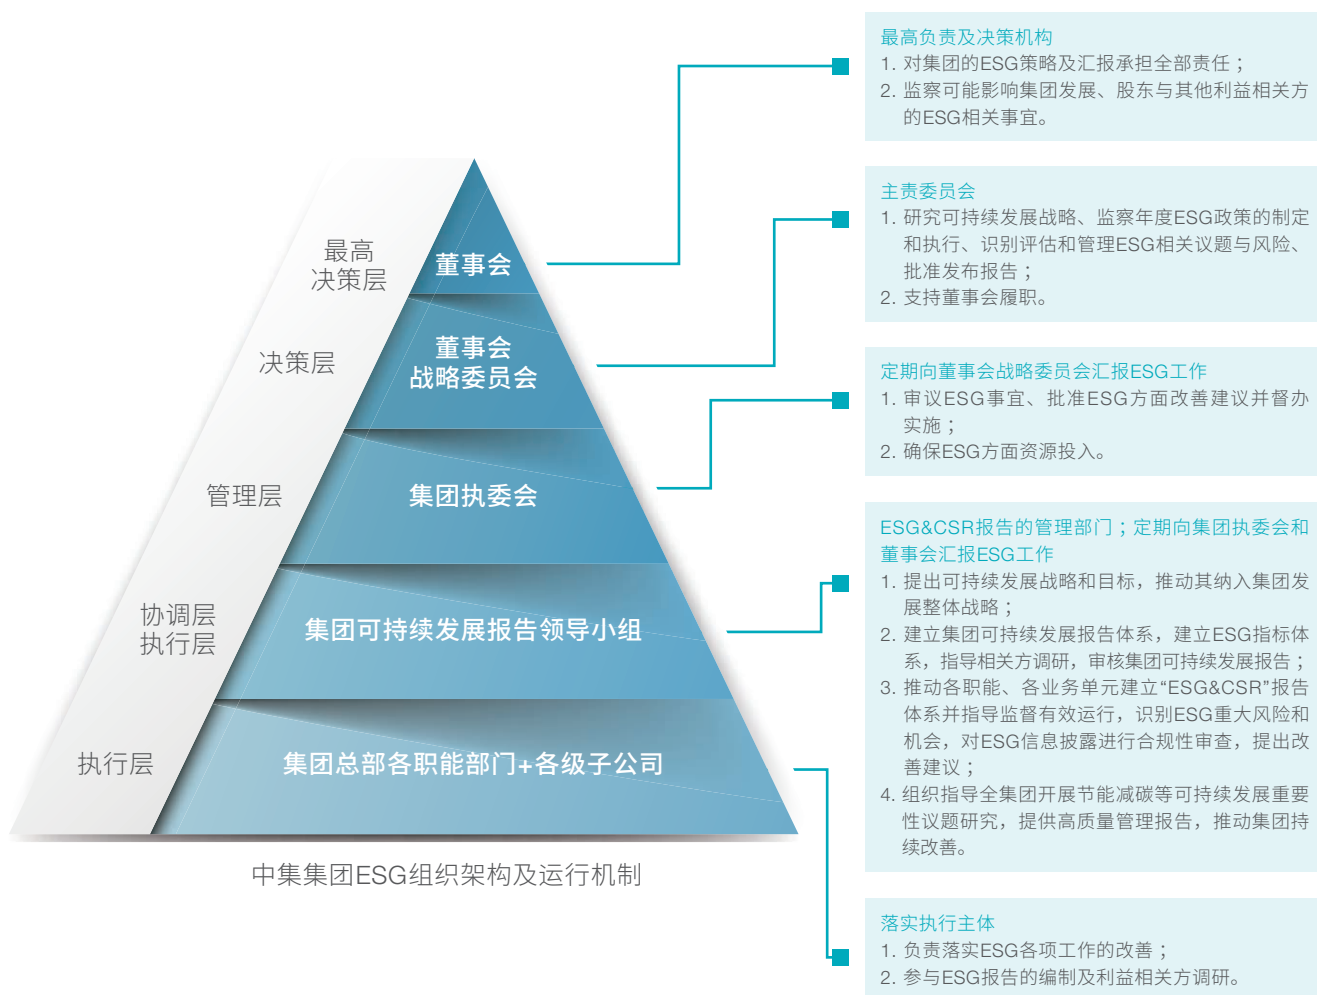 最高
决策层
董事会
决策层
董事会
战略委员会
管理层
集团执委会
协调层
执行层
集团可持续发展报告领导小组
执行层
集团总部各职能部门+各级子公司
中集集团ESG组织架构及运行机制
最高负责及决策机构
1. 对集团的ESG策略及汇报承担全部责任；
2. 监察可能影响集团发展、股东与其他利益相关方
的ESG相关事宜。
主责委员会
1. 研究可持续发展战略、监察年度ESG政策的制定
和执行、识别评估和管理ESG相关议题与风险、
批准发布报告；
2. 支持董事会履职。
定期向董事会战略委员会汇报ESG工作
1. 审议ESG事宜、批准ESG方面改善建议并督办
实施；
2. 确保ESG方面资源投入。
ESG&CSR报告的管理部门；定期向集团执委会和
董事会汇报ESG工作
1. 提出可持续发展战略和目标，推动其纳入集团发
展整体战略；
2. 建立集团可持续发展报告体系，建立ESG指标体
系，指导相关方调研，审核集团可持续发展报告；
3. 推动各职能、各业务单元建立“ESG&CSR”报告
体系并指导监督有效运行，识别ESG重大风险和
机会，对ESG信息披露进行合规性审查，提出改
善建议；
4. 组织指导全集团开展节能减碳等可持续发展重要
性议题研究，提供高质量管理报告，推动集团持
续改善。
落实执行主体
1. 负责落实ESG各项工作的改善；
2. 参与ESG报告的编制及利益相关方调研。